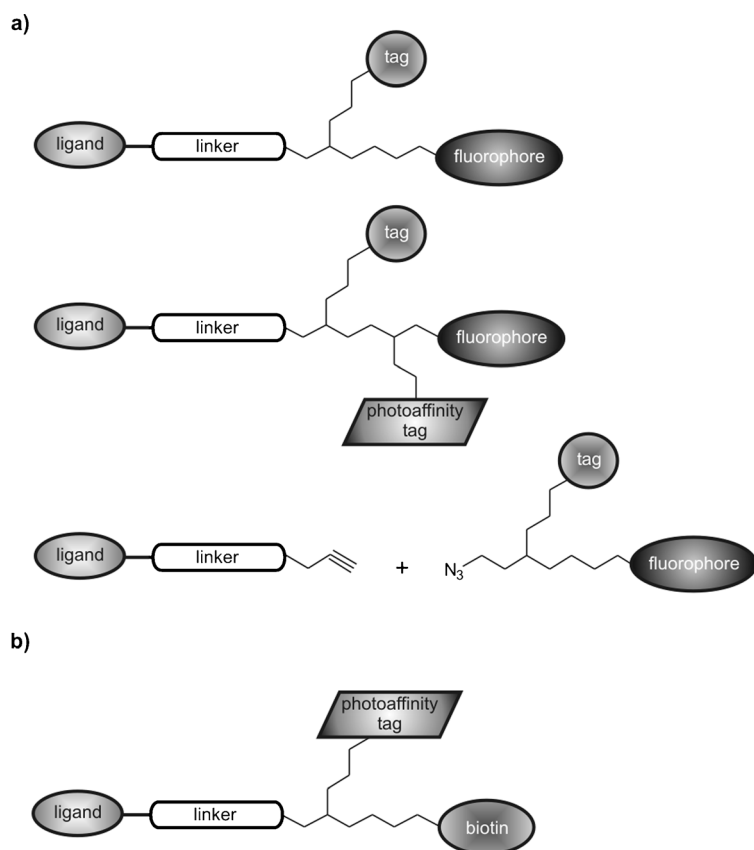 a)
tag
ligand
linker
fluorophore
tag
ligand
linker
fluorophore
photoaffinity
tag
tag
ligand
linker
+
N3
fluorophore
b)
photoaffinity
tag
ligand
linker
biotin